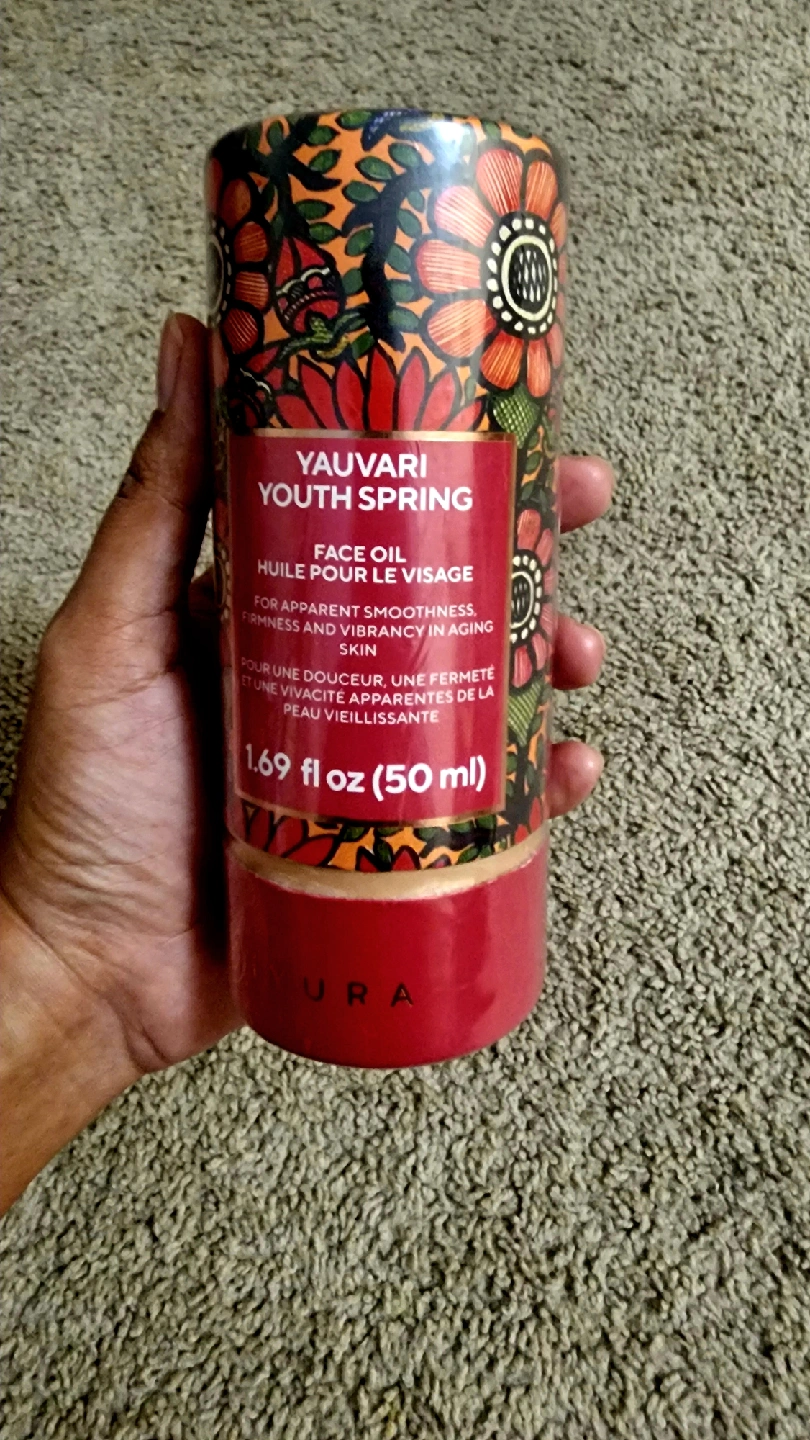 YAUVARI
YOUTH SPRING
FACE OIL
HUILE POUR LE VISAGE
FOR APPARENT SMOOTHNESS,
FIRMNESS AND VIBRANCY IN AGING
SKIN
POUR UNE DOUCEUR, UNE FERMETÉ
ET UNE VIVACITÉ APPARENTES DE LA
PEAU VIEILLISSANTE
1.69 fl oz (50 ml)